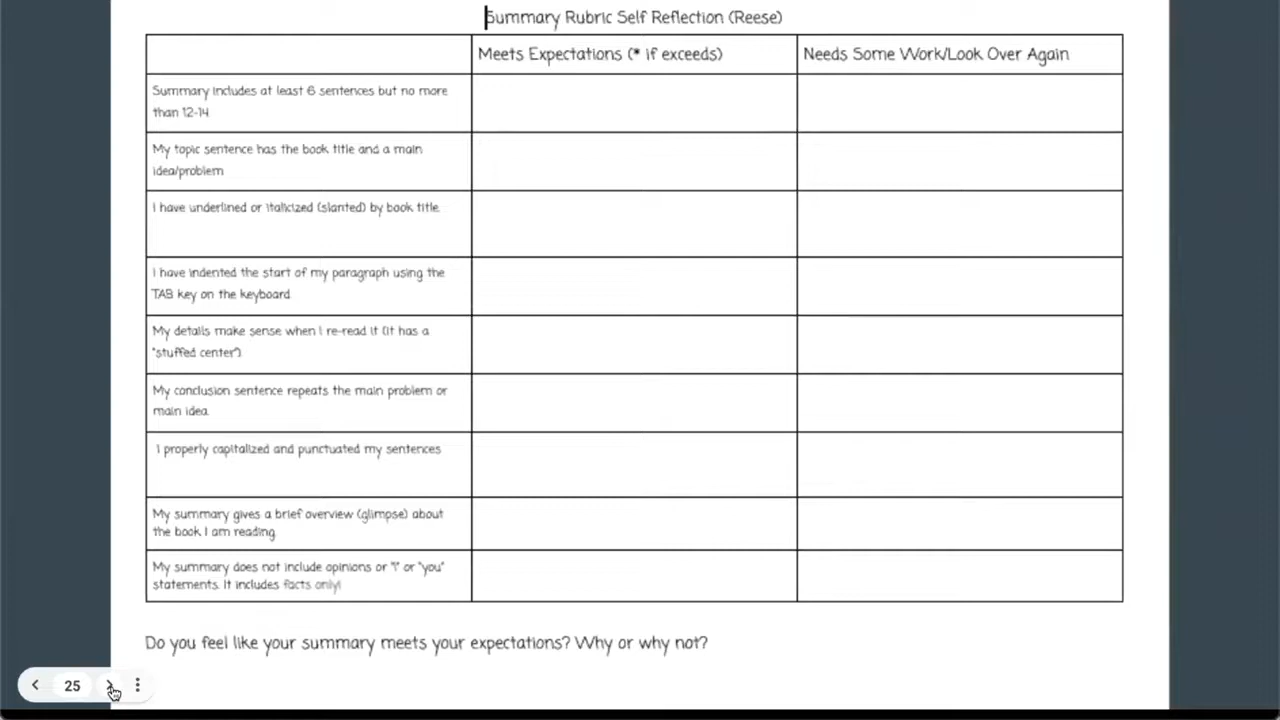 Summary Rubric Self Reflection (Reese)
Meets Expectations (* if exceeds)
Needs Some Work/Look Over Again
Summary includes at least 6 sentences but no more
than 12-14
My topic sentence has the book title and a main
idea/problem
I have underlined or italicized (slanted) by book title.
I have indented the start of my paragraph using the
TAB key on the keyboard
My details make sense when I re-read it (it has a
"stuffed center")
My conclusion sentence repeats the main problem or
main idea.
I properly capitalized and punctuated my sentences
My summary gives a brief overview (glimpse) about
the book I am reading.
My summary does not include opinions or "I" or "you"
statements. It includes facts only!
Do you feel like your summary meets your expectations? Why or why not?
25